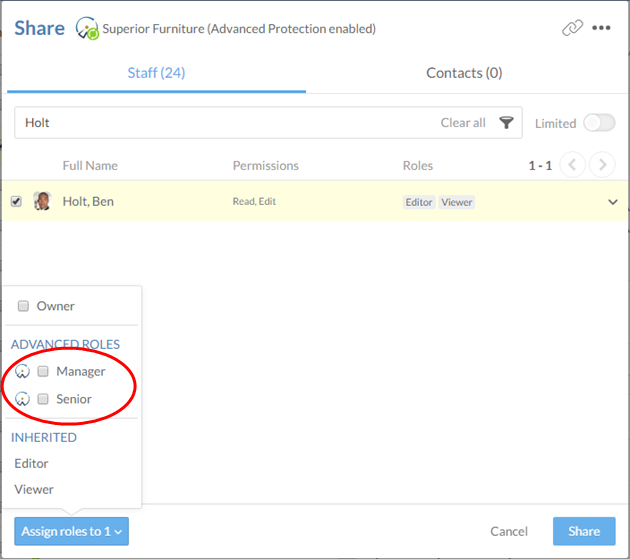 Share Superior Furniture (Advanced Protection enabled)
Staff (24) Contacts (0)
Holt Clear all Limited
Full Name Permissions Roles 1 - 1
Holt, Ben Read, Edit Editor Viewer
Owner
ADVANCED ROLES
Manager
Senior
INHERITED
Editor
Viewer
Assign roles to 1 Cancel Share